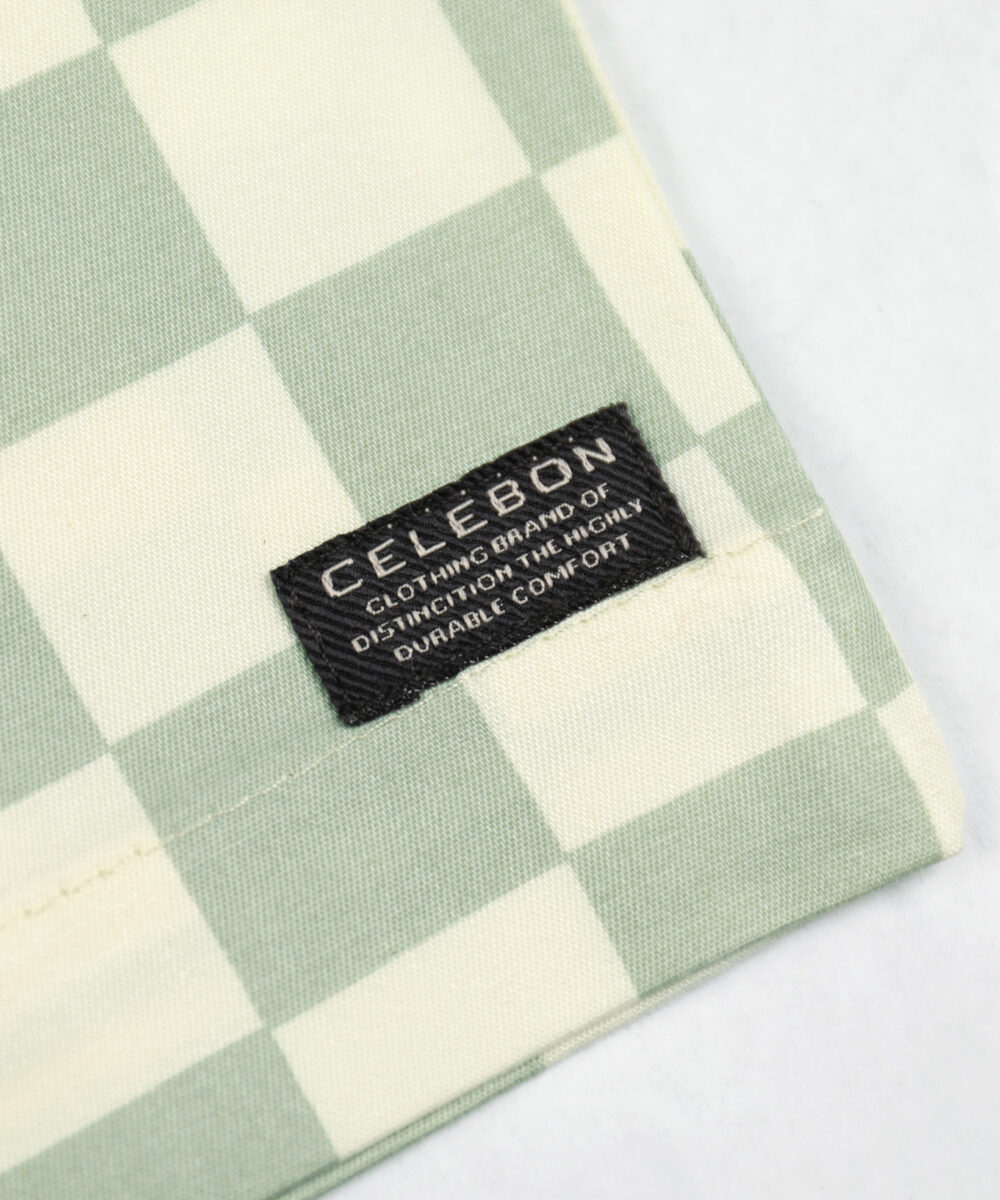 CELEBON
CLOTHING BRAND OF
DISTINCITION THE HIGHLY
DURABLE COMFORT